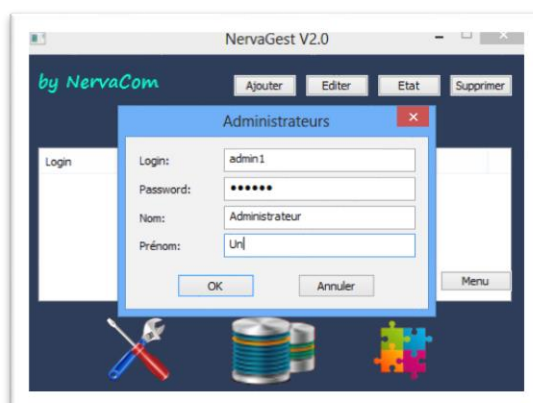 NervaGest V2.0
by NervaCom
Ajouter Editer Etat Supprimer
Administrateurs
Login
Login: admin1
Password: ••••••
Nom: Administrateur
Prénom: Un
OK Annuler
Menu